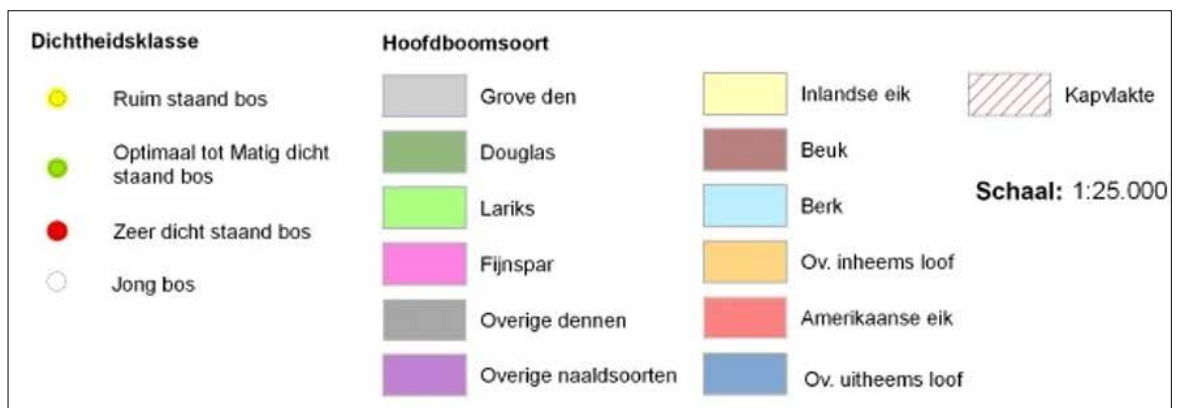 Dichtheidsklasse
Ruim staand bos
Optimaal tot Matig dicht
staand bos
Zeer dicht staand bos
Jong bos
Hoofdboomsoort
Grove den
Douglas
Lariks
Fijnspar
Overige dennen
Overige naaldsoorten
Inlandse eik
Beuk
Berk
Ov. inheems loof
Amerikaanse eik
Ov. uitheems loof
Kapvlakte
Schaal: 1:25.000